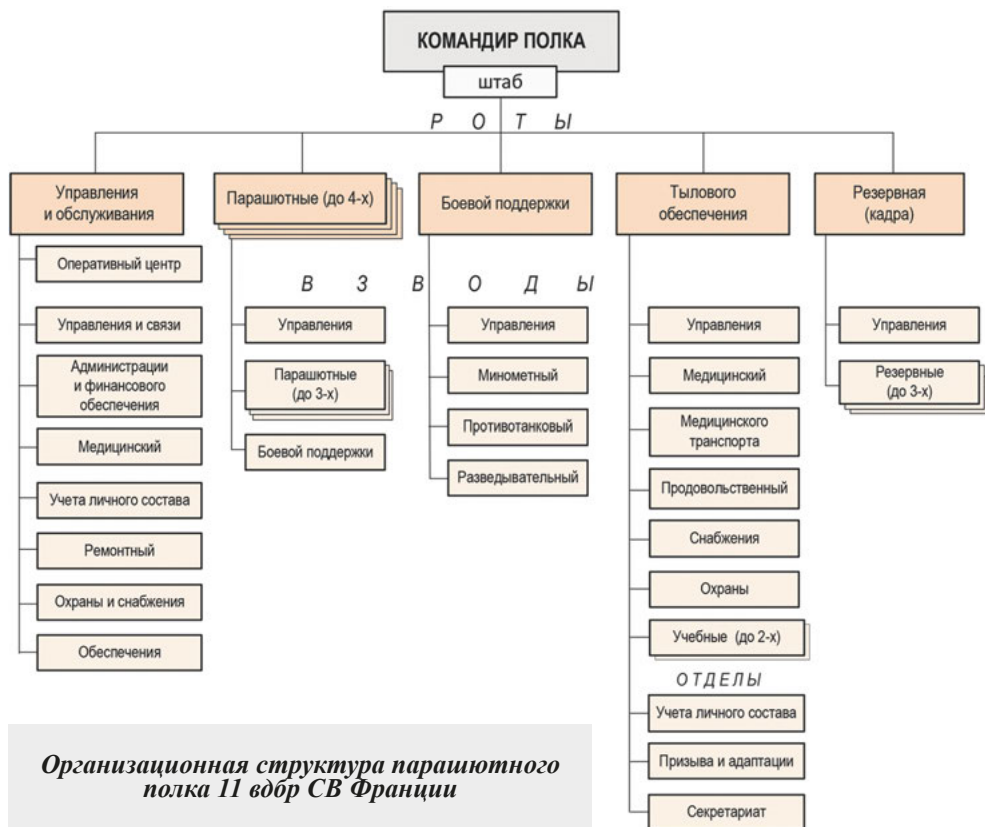 КОМАНДИР ПОЛКА
штаб
РОТЫ
Управления
и обслуживания
Оперативный центр
Управления и связи
Администрации
и финансового
обеспечения
Медицинский
Учета личного состава
Ремонтный
Охраны и снабжения
Обеспечения
Парашютные (до 4-х)
ВЗВОДЫ
Управления
Парашютные
(до 3-х)
Боевой поддержки
Боевой поддержки
Управления
Минометный
Противотанковый
Разведывательный
Тылового
обеспечения
Управления
Медицинский
Медицинского
транспорта
Продовольственный
Снабжения
Охраны
Учебные (до 2-х)
ОТДЕЛЫ
Учета личного состава
Призыва и адаптации
Секретариат
Резервная
(кадра)
Управления
Резервные
(до 3-х)
Организационная структура парашютного
полка 11 вдбр СВ Франции